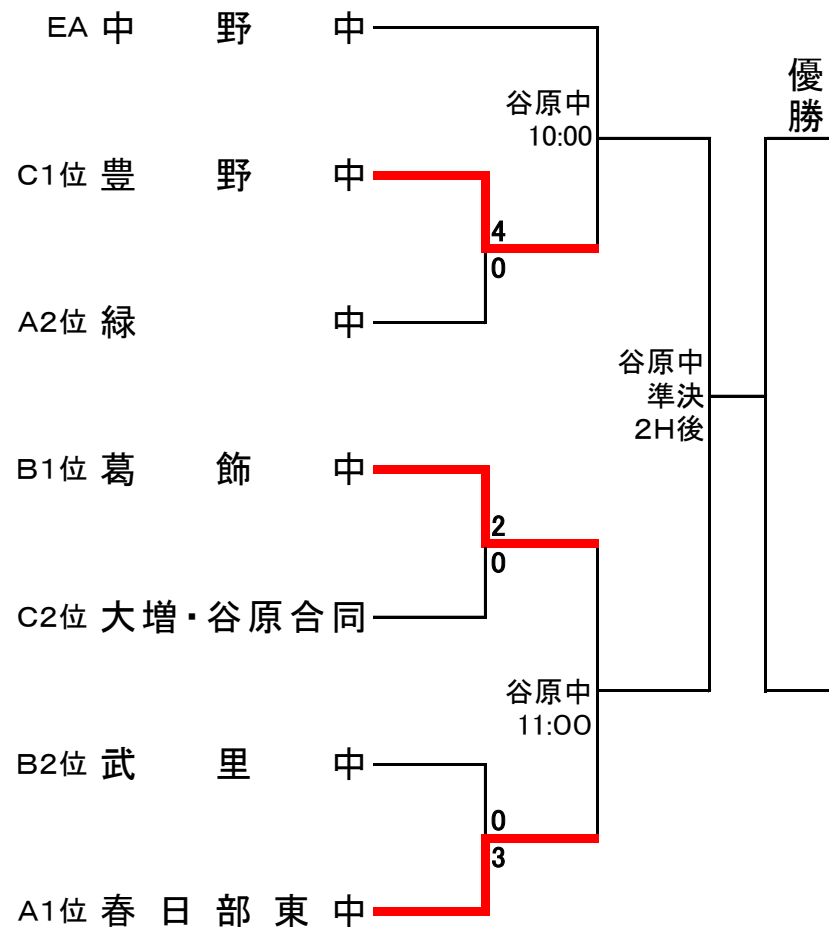 EA 中野中
優勝
谷原中
10:00
C1位 豊野中
4
0
A2位 緑中
谷原中
準決
2H後
B1位 葛飾中
2
0
C2位 大増・谷原合同
谷原中
11:00
B2位 武里中
0
3
A1位 春日部東中